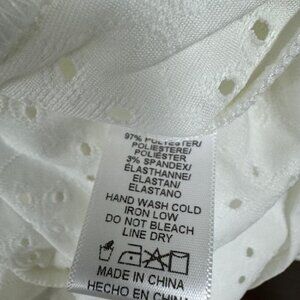 97% POLYESTER/
POLIESTERE/
POLIESTER
3% SPANDEX/
ELASTHANNE/
ELASTAN/
ELASTANO
HAND WASH COLD
IRON LOW
DO NOT BLEACH
LINE DRY
MADE IN CHINA
HECHO EN CHINA